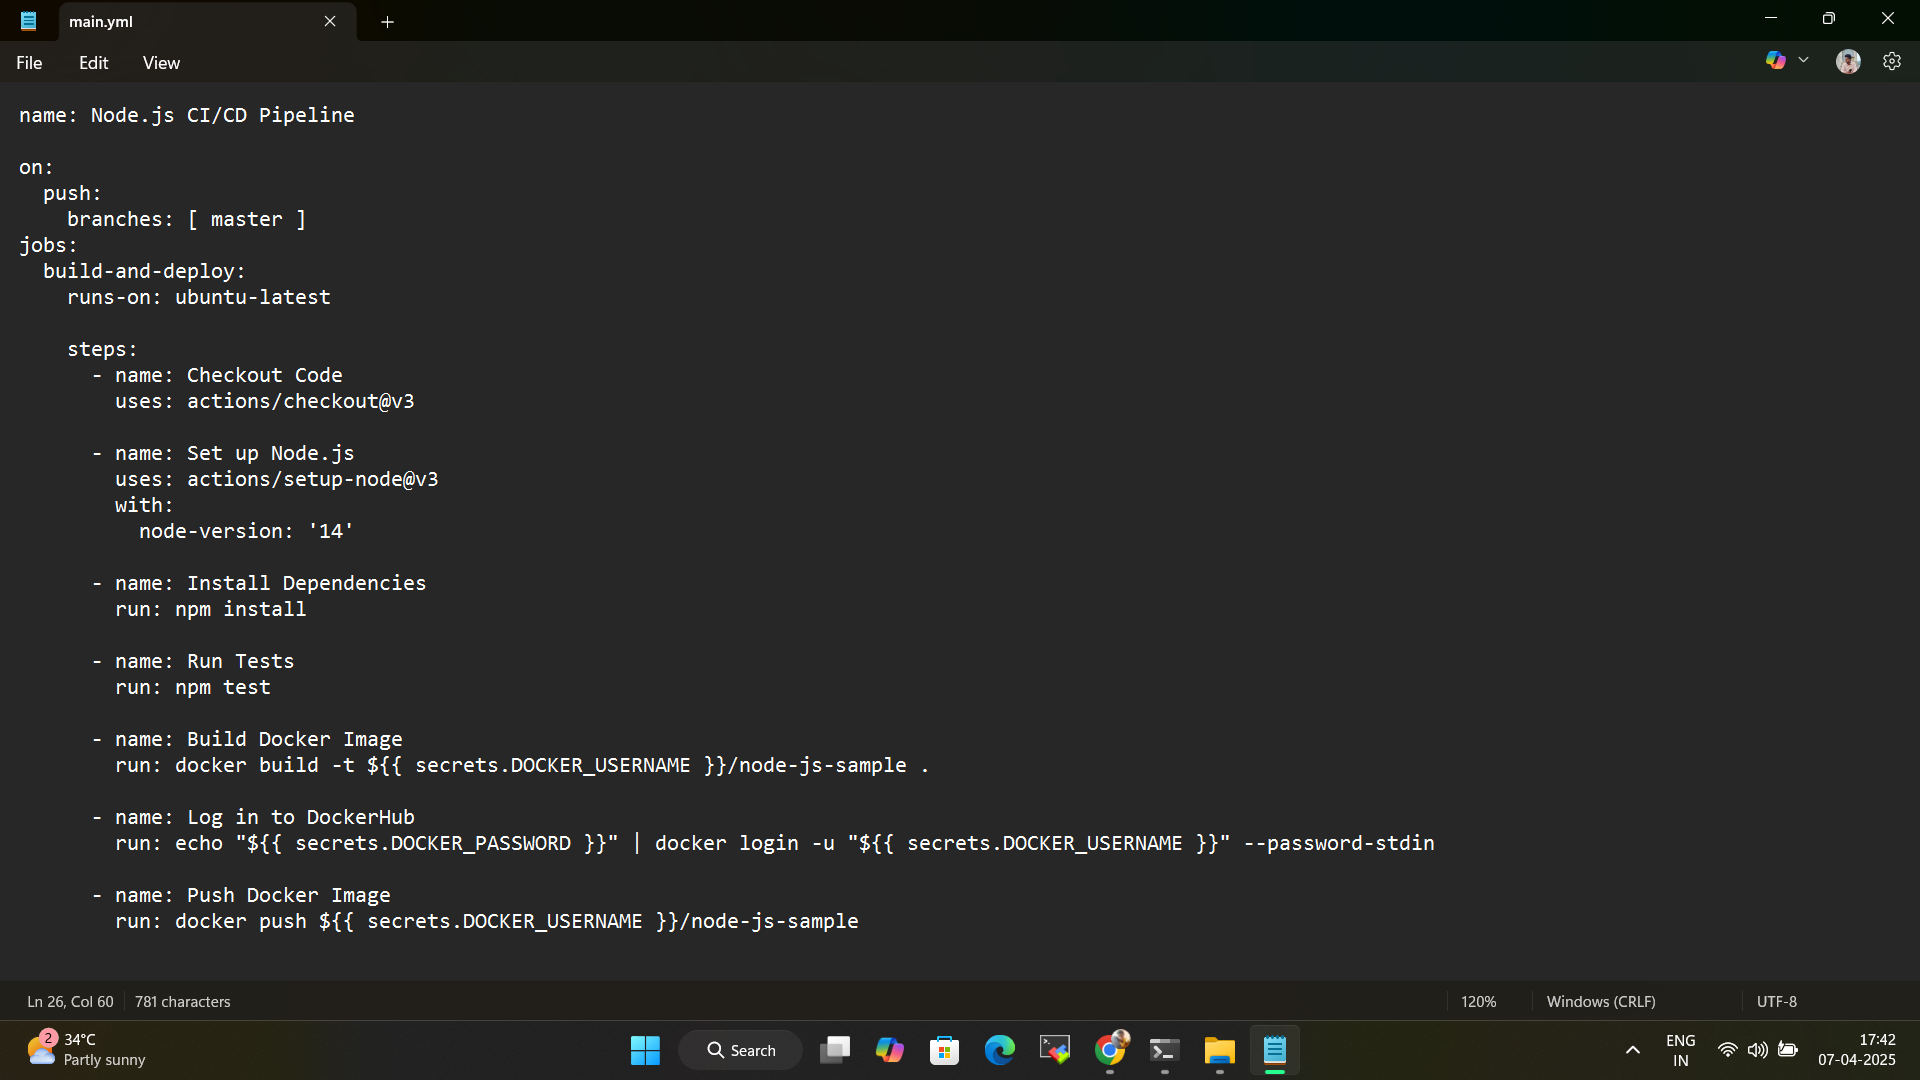 main.yml
File Edit View
name: Node.js CI/CD Pipeline
on:
  push:
    branches: [ master ]
jobs:
  build-and-deploy:
    runs-on: ubuntu-latest
    steps:
      - name: Checkout Code
        uses: actions/checkout@v3
      - name: Set up Node.js
        uses: actions/setup-node@v3
        with:
          node-version: '14'
      - name: Install Dependencies
        run: npm install
      - name: Run Tests
        run: npm test
      - name: Build Docker Image
        run: docker build -t ${{ secrets.DOCKER_USERNAME }}/node-js-sample .
      - name: Log in to DockerHub
        run: echo "${{ secrets.DOCKER_PASSWORD }}" | docker login -u "${{ secrets.DOCKER_USERNAME }}" --password-stdin
      - name: Push Docker Image
        run: docker push ${{ secrets.DOCKER_USERNAME }}/node-js-sample
Ln 26, Col 60 781 characters 120% Windows (CRLF) UTF-8
2 34°C
Partly sunny
Search
ENG
IN
17:42
07-04-2025